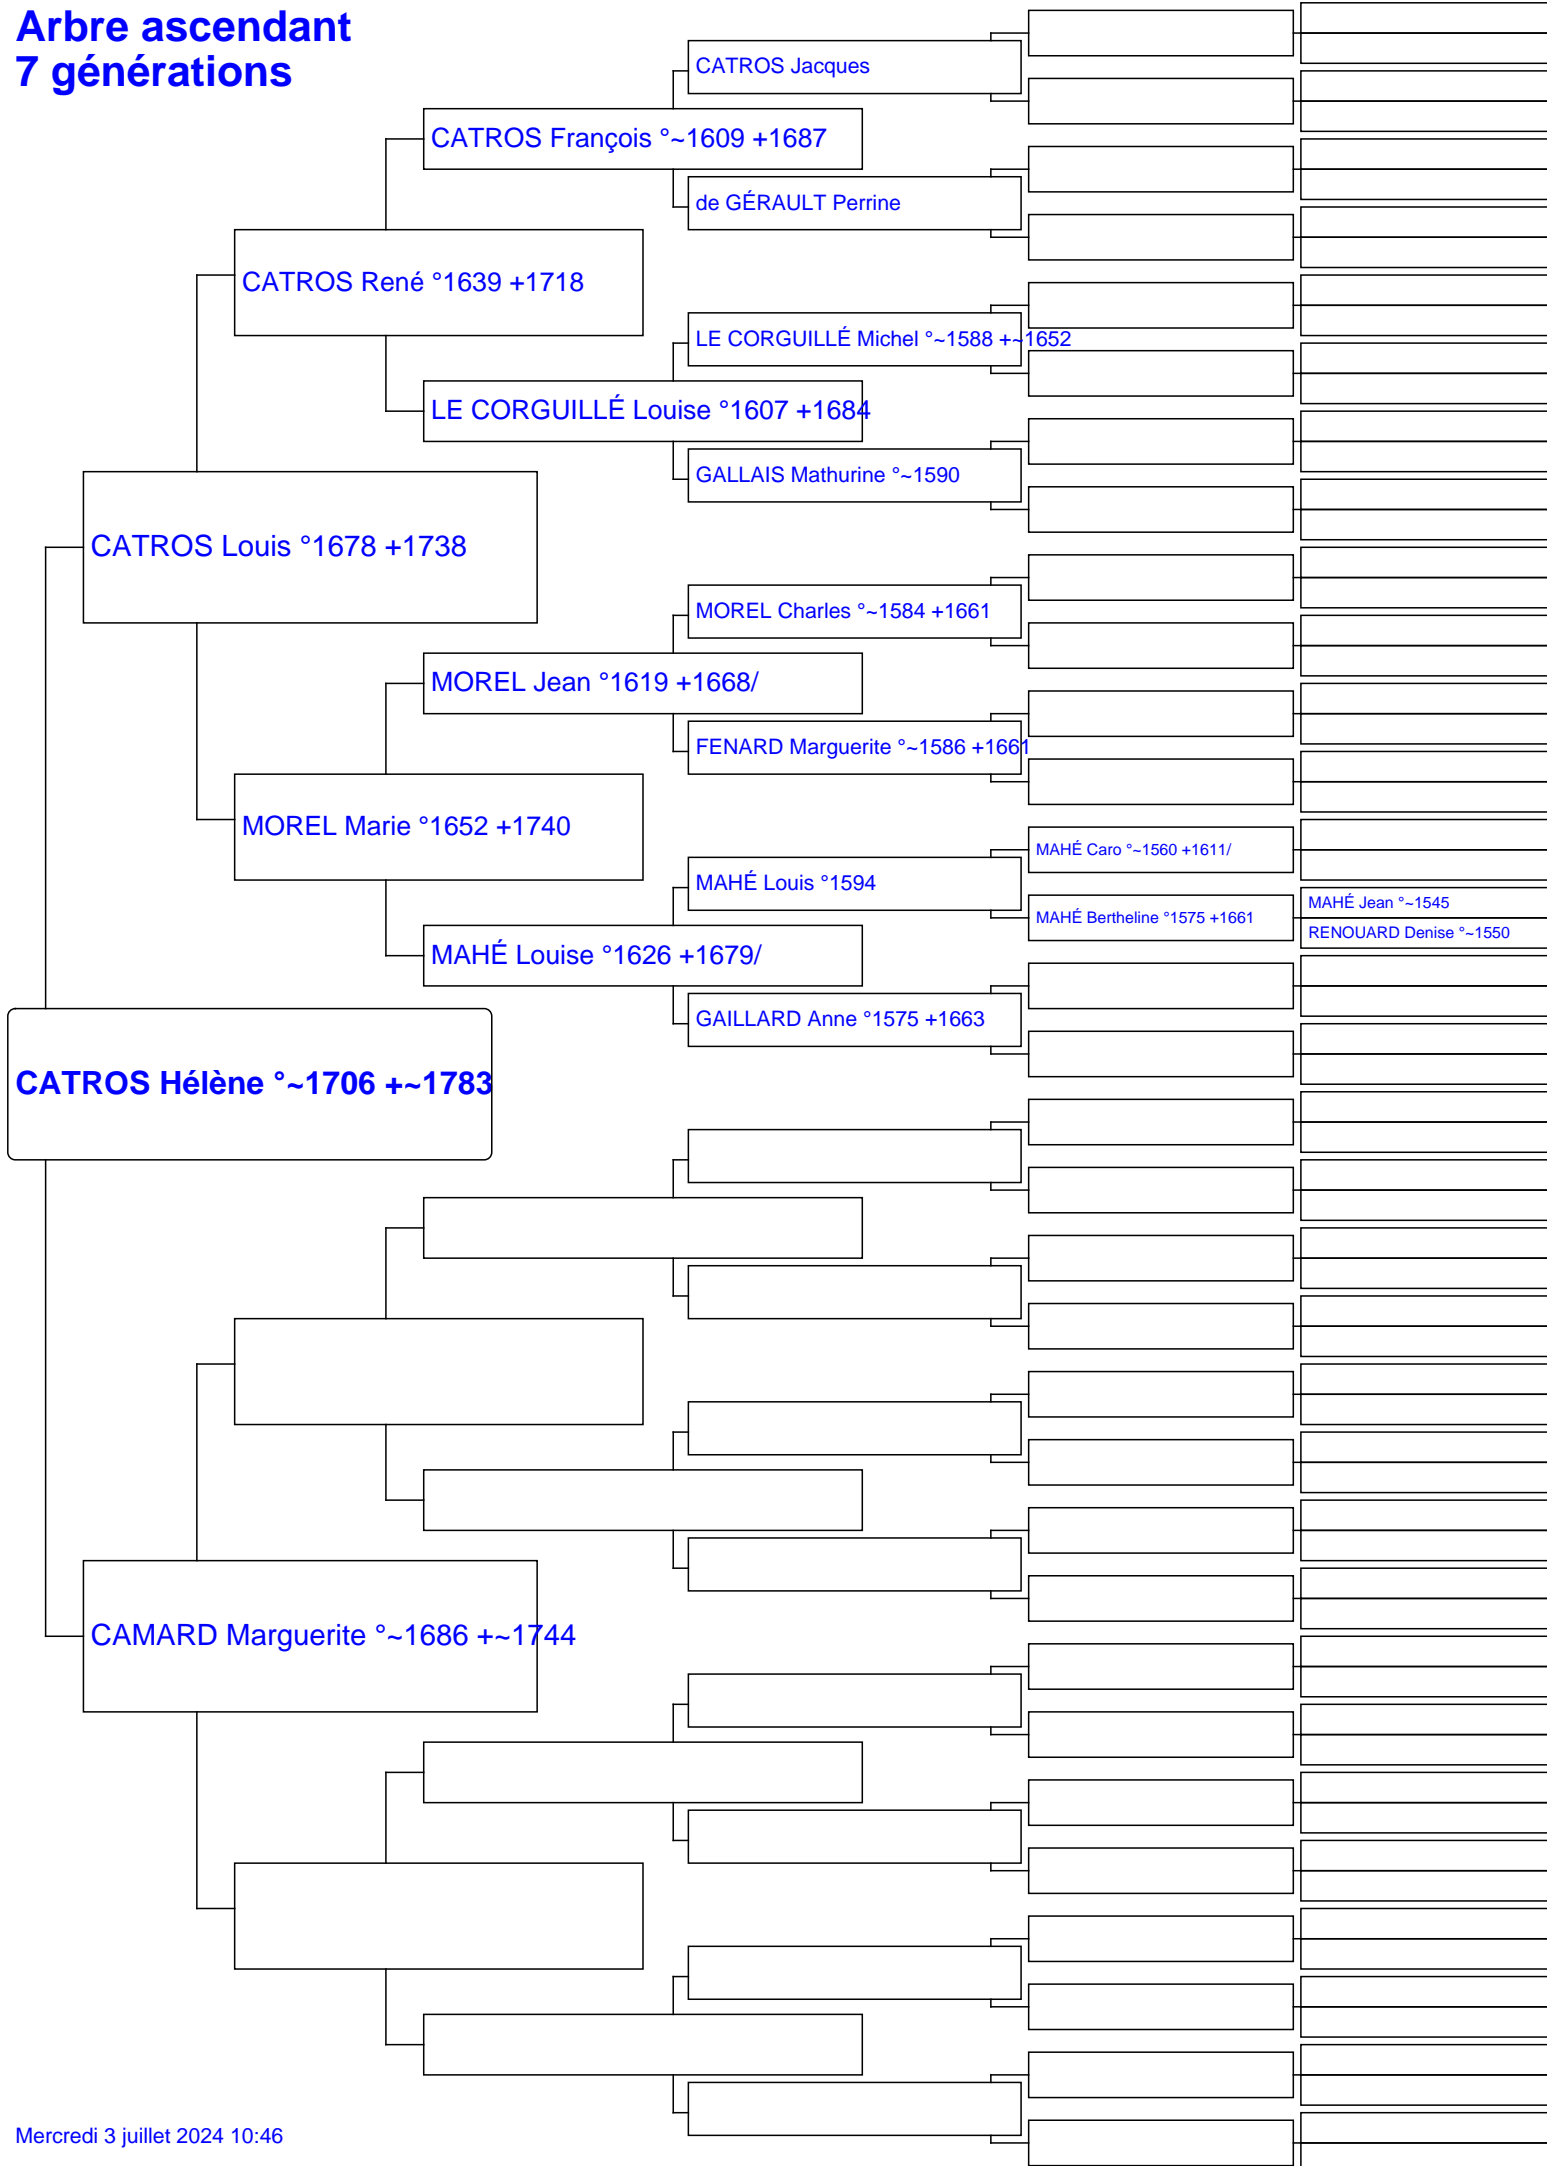 Arbre ascendant
7 générations
CATROS Jacques
CATROS François °~1609 +1687
de GÉRAULT Perrine
CATROS René °1639 +1718
LE CORGUILLÉ Michel °~1588 +~1652
LE CORGUILLÉ Louise °1607 +1684
GALLAIS Mathurine °~1590
CATROS Louis °1678 +1738
MOREL Charles °~1584 +1661
MOREL Jean °1619 +1668/
FENARD Marguerite °~1586 +1661
MOREL Marie °1652 +1740
MAHÉ Caro °~1560 +1611/
MAHÉ Louis °1594
MAHÉ Jean °~1545
MAHÉ Bertheline °1575 +1661
RENOUARD Denise °~1550
MAHÉ Louise °1626 +1679/
GAILLARD Anne °1575 +1663
CATROS Hélène °~1706 +~1783
CAMARD Marguerite °~1686 +~1744
Mercredi 3 juillet 2024 10:46